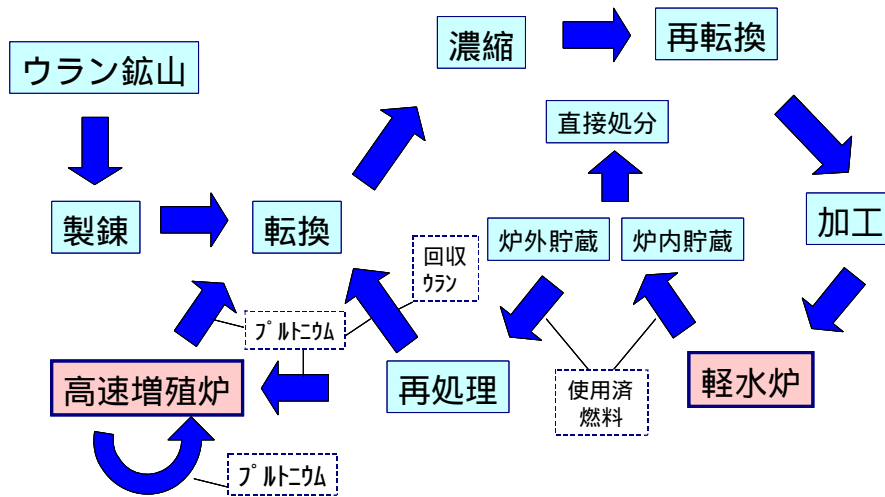 濃縮
再転換
ウラン鉱山
直接処分
製錬
転換
炉外貯蔵
炉内貯蔵
加工
回収
ウラン
プルトニウム
高速増殖炉
再処理
使用済
燃料
軽水炉
プルトニウム